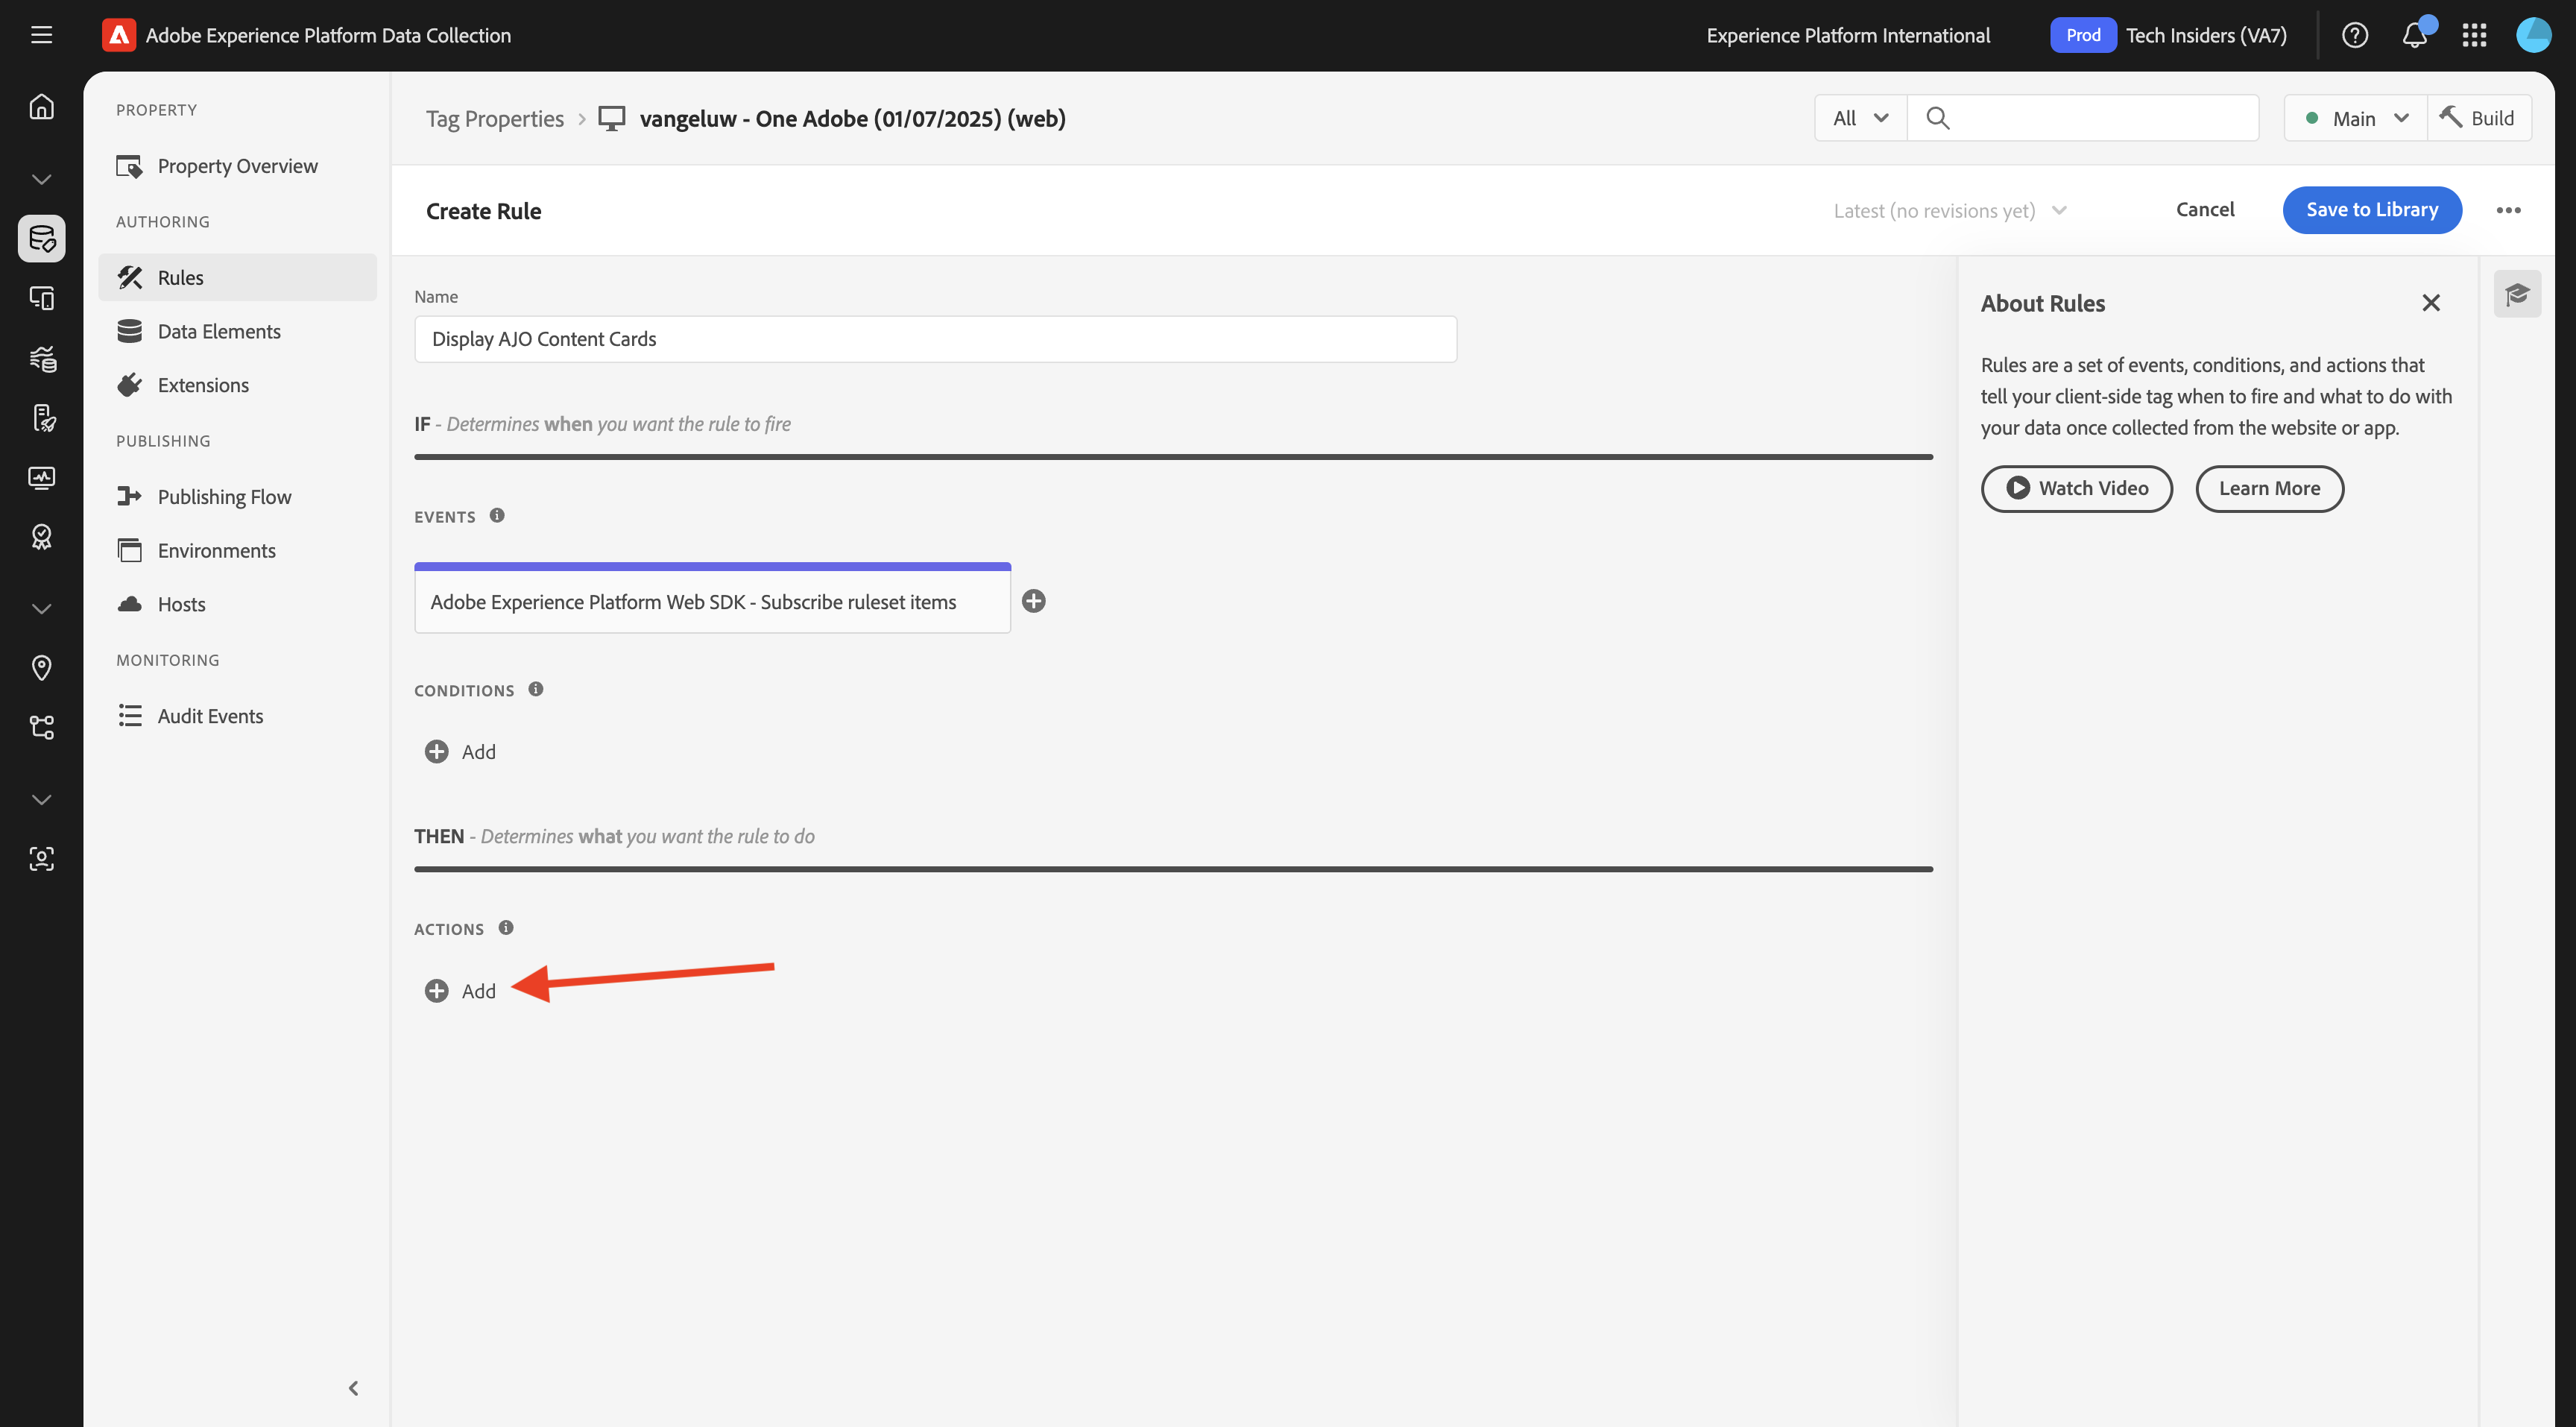 Adobe Experience Platform Data Collection
Experience Platform International
Prod
Tech Insiders (VA7)
PROPERTY
Property Overview
AUTHORING
Rules
Data Elements
Extensions
PUBLISHING
Publishing Flow
Environments
Hosts
MONITORING
Audit Events
Tag Properties
vangeluw - One Adobe (01/07/2025) (web)
All
Main
Build
Create Rule
Latest (no revisions yet)
Cancel
Save to Library
Name
Display AJO Content Cards
IF - Determines when you want the rule to fire
EVENTS
Adobe Experience Platform Web SDK - Subscribe ruleset items
CONDITIONS
Add
THEN - Determines what you want the rule to do
ACTIONS
Add
About Rules
Rules are a set of events, conditions, and actions that
tell your client-side tag when to fire and what to do with
your data once collected from the website or app.
Watch Video
Learn More